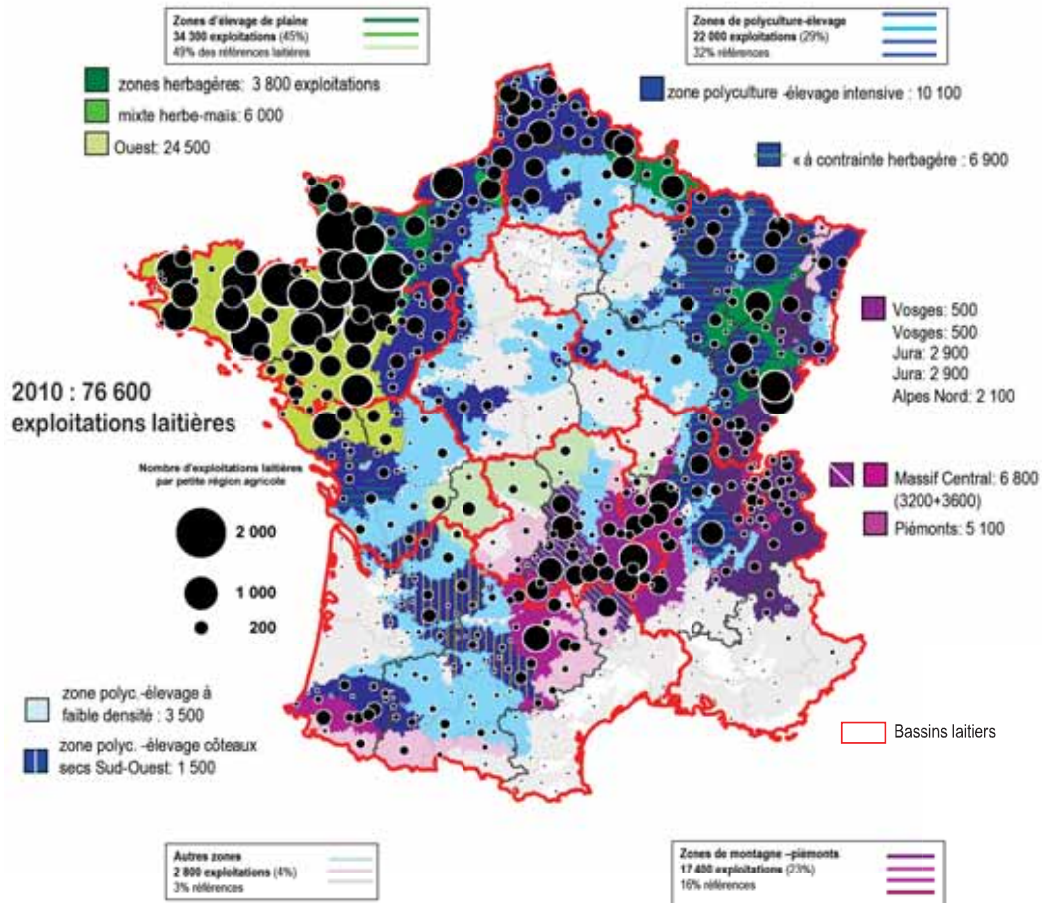 Zones d'élevage de plaine
34 300 exploitations (45%)
49% des références laitières
Zones de polyculture-élevage
22 000 exploitations (29%)
32% références
zones herbagères: 3 800 exploitations
mixte herbe-maïs: 6 000
Ouest: 24 500
zone polyculture -élevage intensive : 10 100
« à contrainte herbagère : 6 900
Vosges: 500
Vosges: 500
Jura: 2 900
Jura: 2 900
Alpes Nord: 2 100
2010 : 76 600
exploitations laitières
Nombre d'exploitations laitières
par petite région agricole
2 000
1 000
200
Massif Central: 6 800
(3200+3600)
Piémonts: 5 100
zone polyc. -élevage à
faible densité : 3 500
zone polyc. -élevage côteaux
secs Sud-Ouest: 1 500
Bassins laitiers
Autres zones
2 800 exploitations (4%)
3% références
Zones de montagne –piémonts
17 400 exploitations (23%)
16% références